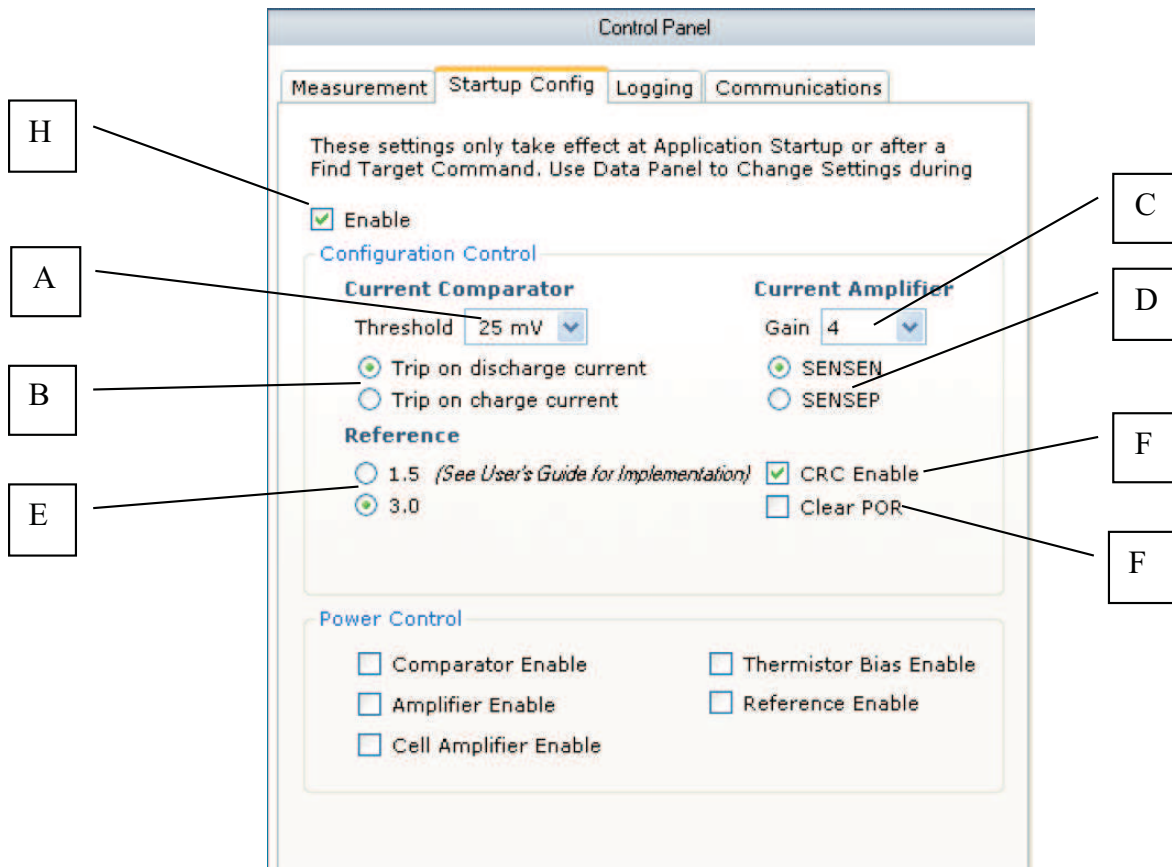 Control Panel
Measurement Startup Config Logging Communications
H
These settings only take effect at Application Startup or after a
Find Target Command. Use Data Panel to Change Settings during
Enable
C
A
Configuration Control
Current Comparator Current Amplifier
D
Threshold 25 mV Gain 4
B
Trip on discharge current SENSEN
Trip on charge current SENSEP
Reference
F
1.5 (See User's Guide for Implementation) CRC Enable
E
3.0 Clear POR
F
Power Control
Comparator Enable Thermistor Bias Enable
Amplifier Enable Reference Enable
Cell Amplifier Enable